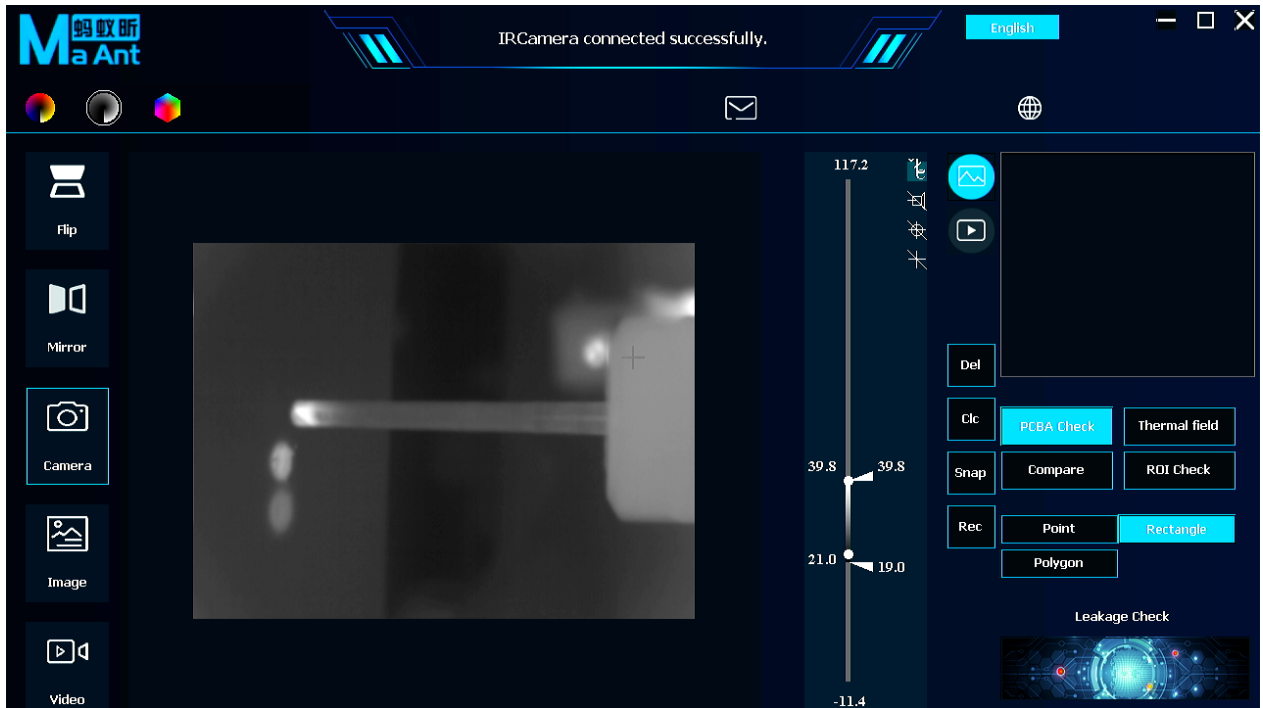 蚂蚁昕
Ma Ant
IRCamera connected successfully.
English
Flip
Mirror
Camera
Image
Video
117.2
39.8
39.8
21.0
19.0
-11.4
Del
Clc
Snap
Rec
PCBA Check
Thermal field
Compare
ROI Check
Point
Rectangle
Polygon
Leakage Check